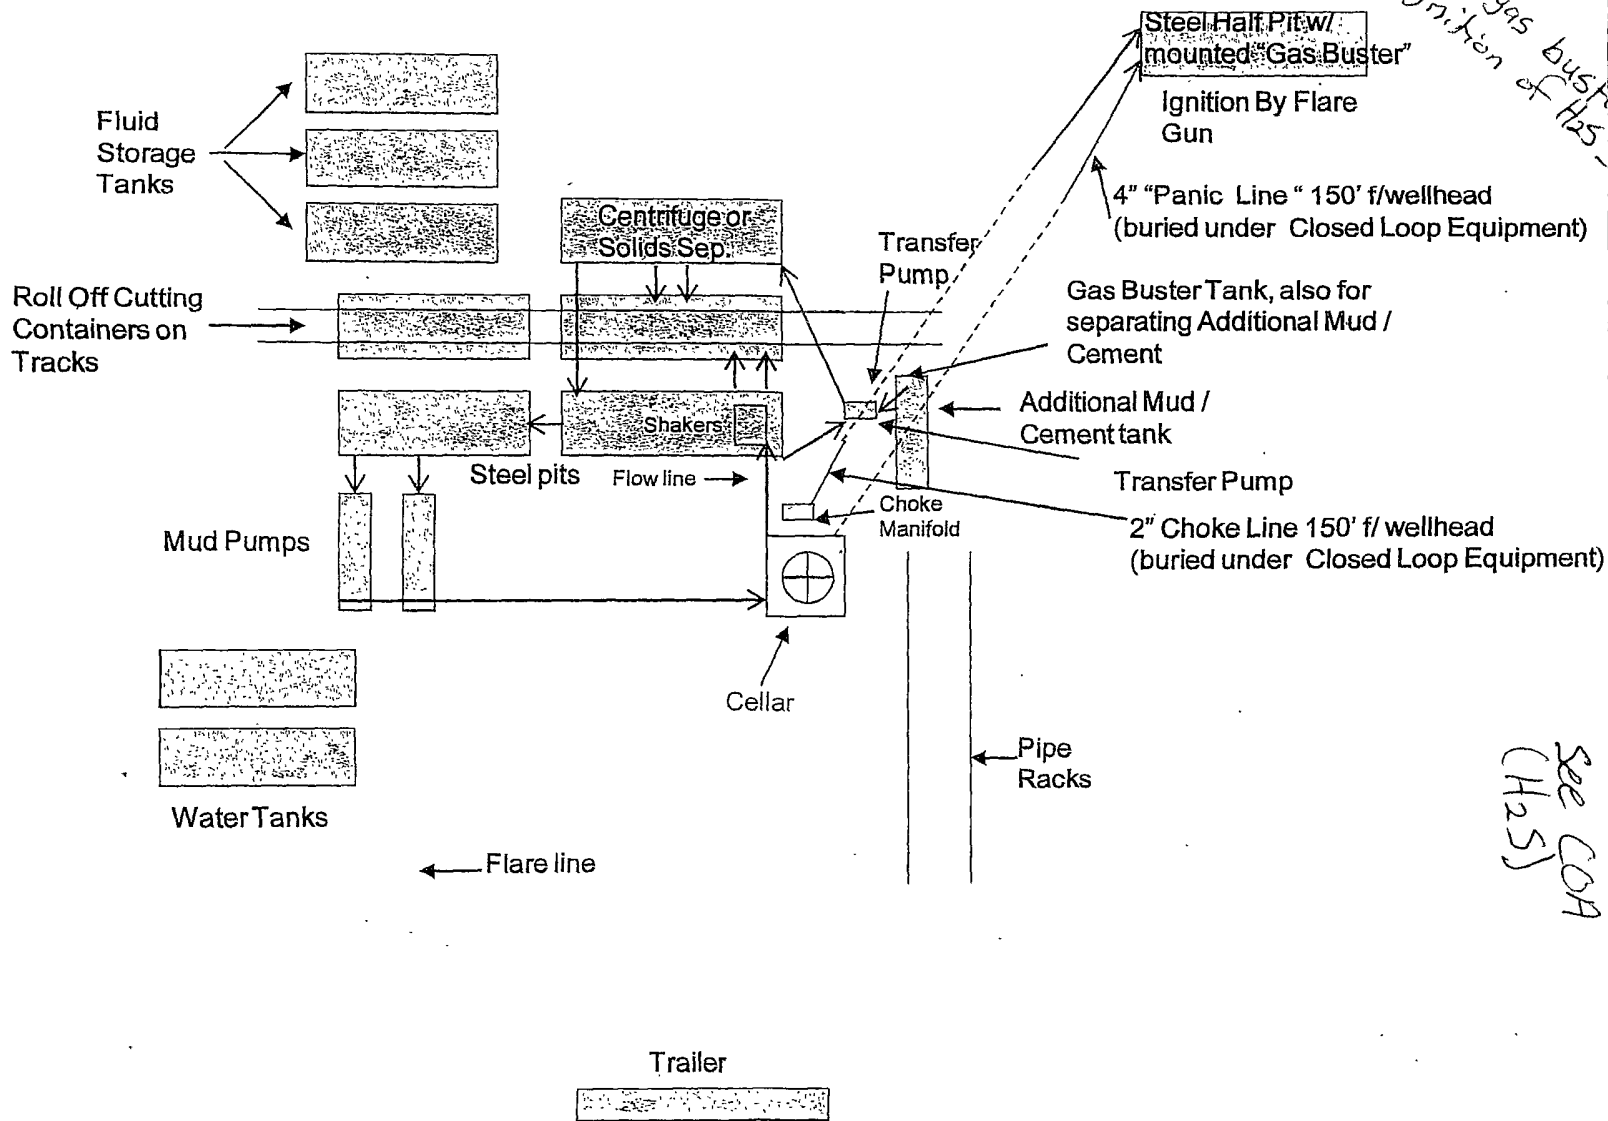 Steel Half Pit w/
mounted "Gas Buster"
Ignition By Flare
Gun
gas
of H2S -
Fluid
Storage
Tanks
4" "Panic Line " 150' f/wellhead
(buried under Closed Loop Equipment)
Centrifuge or
Solids Sep.
Transfer
Pump
Gas Buster Tank, also for
separating Additional Mud /
Cement
Roll Off Cutting
Containers on
Tracks
Additional Mud /
Cement tank
Shakers
Steel pits
Flow line
Transfer Pump
Choke
Manifold
2" Choke Line 150' f/ wellhead
(buried under Closed Loop Equipment)
Mud Pumps
Cellar
Pipe
Racks
Water Tanks
Flare line
See COA
(H2S)
Trailer